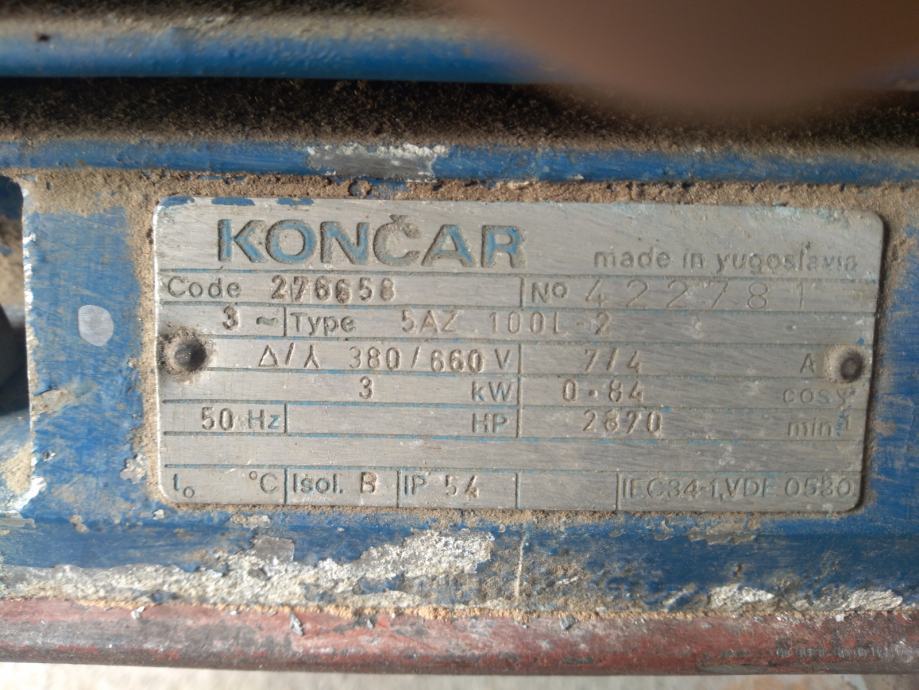 KONČAR made in yugoslavia
Code 276658 No 422781
3 ~ Type 5AZ 100L-2
Δ/⅄ 380/660 V 7/4 A
3 kW 0.84 cosφ
50 Hz HP 2870 min⁻¹
to °C Isol. B IP 54 IEC34-1,VDE 0530